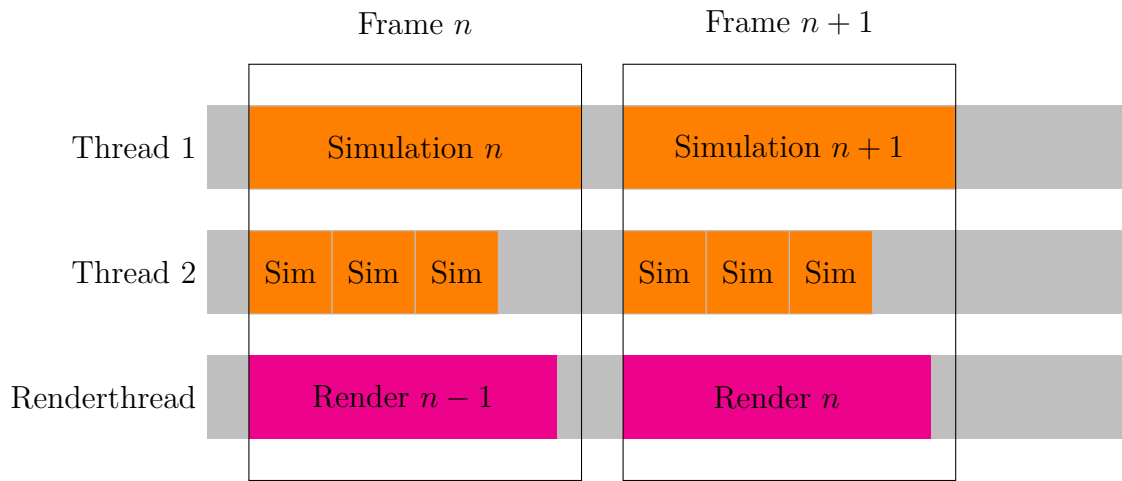 Frame n
Frame n + 1
Thread 1
Simulation n
Simulation n + 1
Thread 2
Sim
Sim
Sim
Sim
Sim
Sim
Renderthread
Render n − 1
Render n